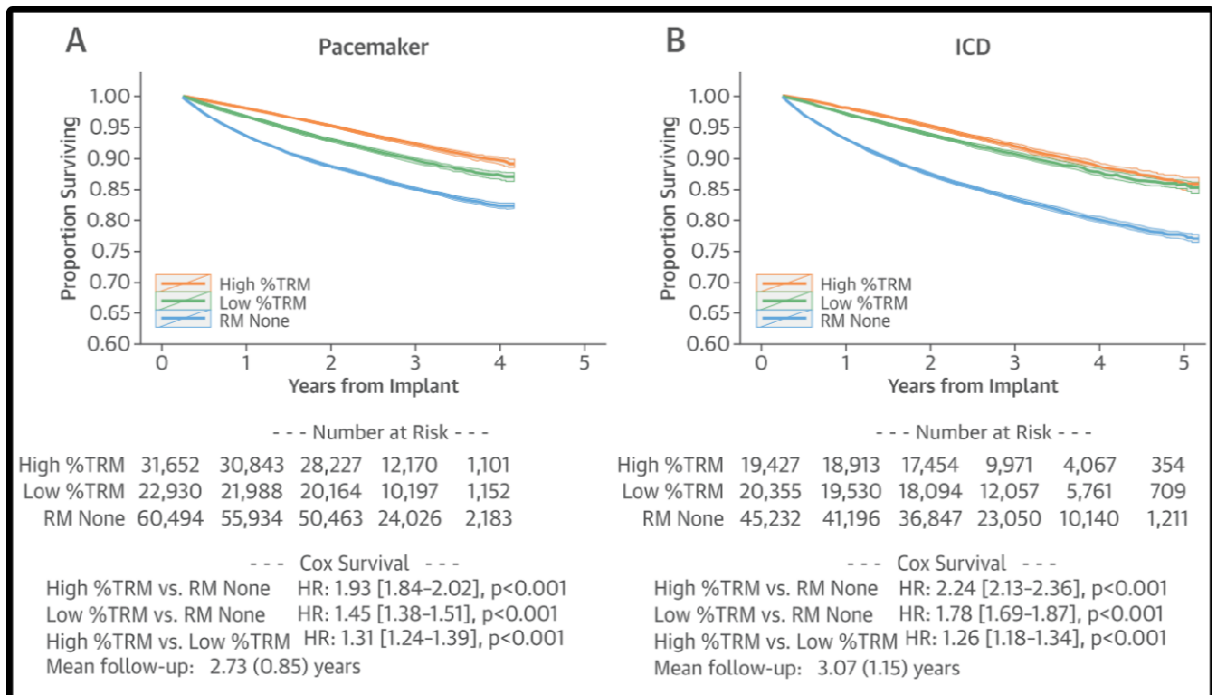 A
Pacemaker
Proportion Surviving
1.00
0.95
0.90
0.85
0.80
0.75
0.70
0.65
0.60
High %TRM
Low %TRM
RM None
0 1 2 3 4 5
Years from Implant
- - - Number at Risk - - -
High %TRM 31,652 30,843 28,227 12,170 1,101
Low %TRM 22,930 21,988 20,164 10,197 1,152
RM None 60,494 55,934 50,463 24,026 2,183
- - - Cox Survival - - -
High %TRM vs. RM None HR: 1.93 [1.84–2.02], p<0.001
Low %TRM vs. RM None HR: 1.45 [1.38–1.51], p<0.001
High %TRM vs. Low %TRM HR: 1.31 [1.24–1.39], p<0.001
Mean follow-up: 2.73 (0.85) years
B
ICD
Proportion Surviving
1.00
0.95
0.90
0.85
0.80
0.75
0.70
0.65
0.60
High %TRM
Low %TRM
RM None
0 1 2 3 4 5
Years from Implant
- - - Number at Risk - - -
High %TRM 19,427 18,913 17,454 9,971 4,067 354
Low %TRM 20,355 19,530 18,094 12,057 5,761 709
RM None 45,232 41,196 36,847 23,050 10,140 1,211
- - - Cox Survival - - -
High %TRM vs. RM None HR: 2.24 [2.13–2.36], p<0.001
Low %TRM vs. RM None HR: 1.78 [1.69–1.87], p<0.001
High %TRM vs. Low %TRM HR: 1.26 [1.18–1.34], p<0.001
Mean follow-up: 3.07 (1.15) years